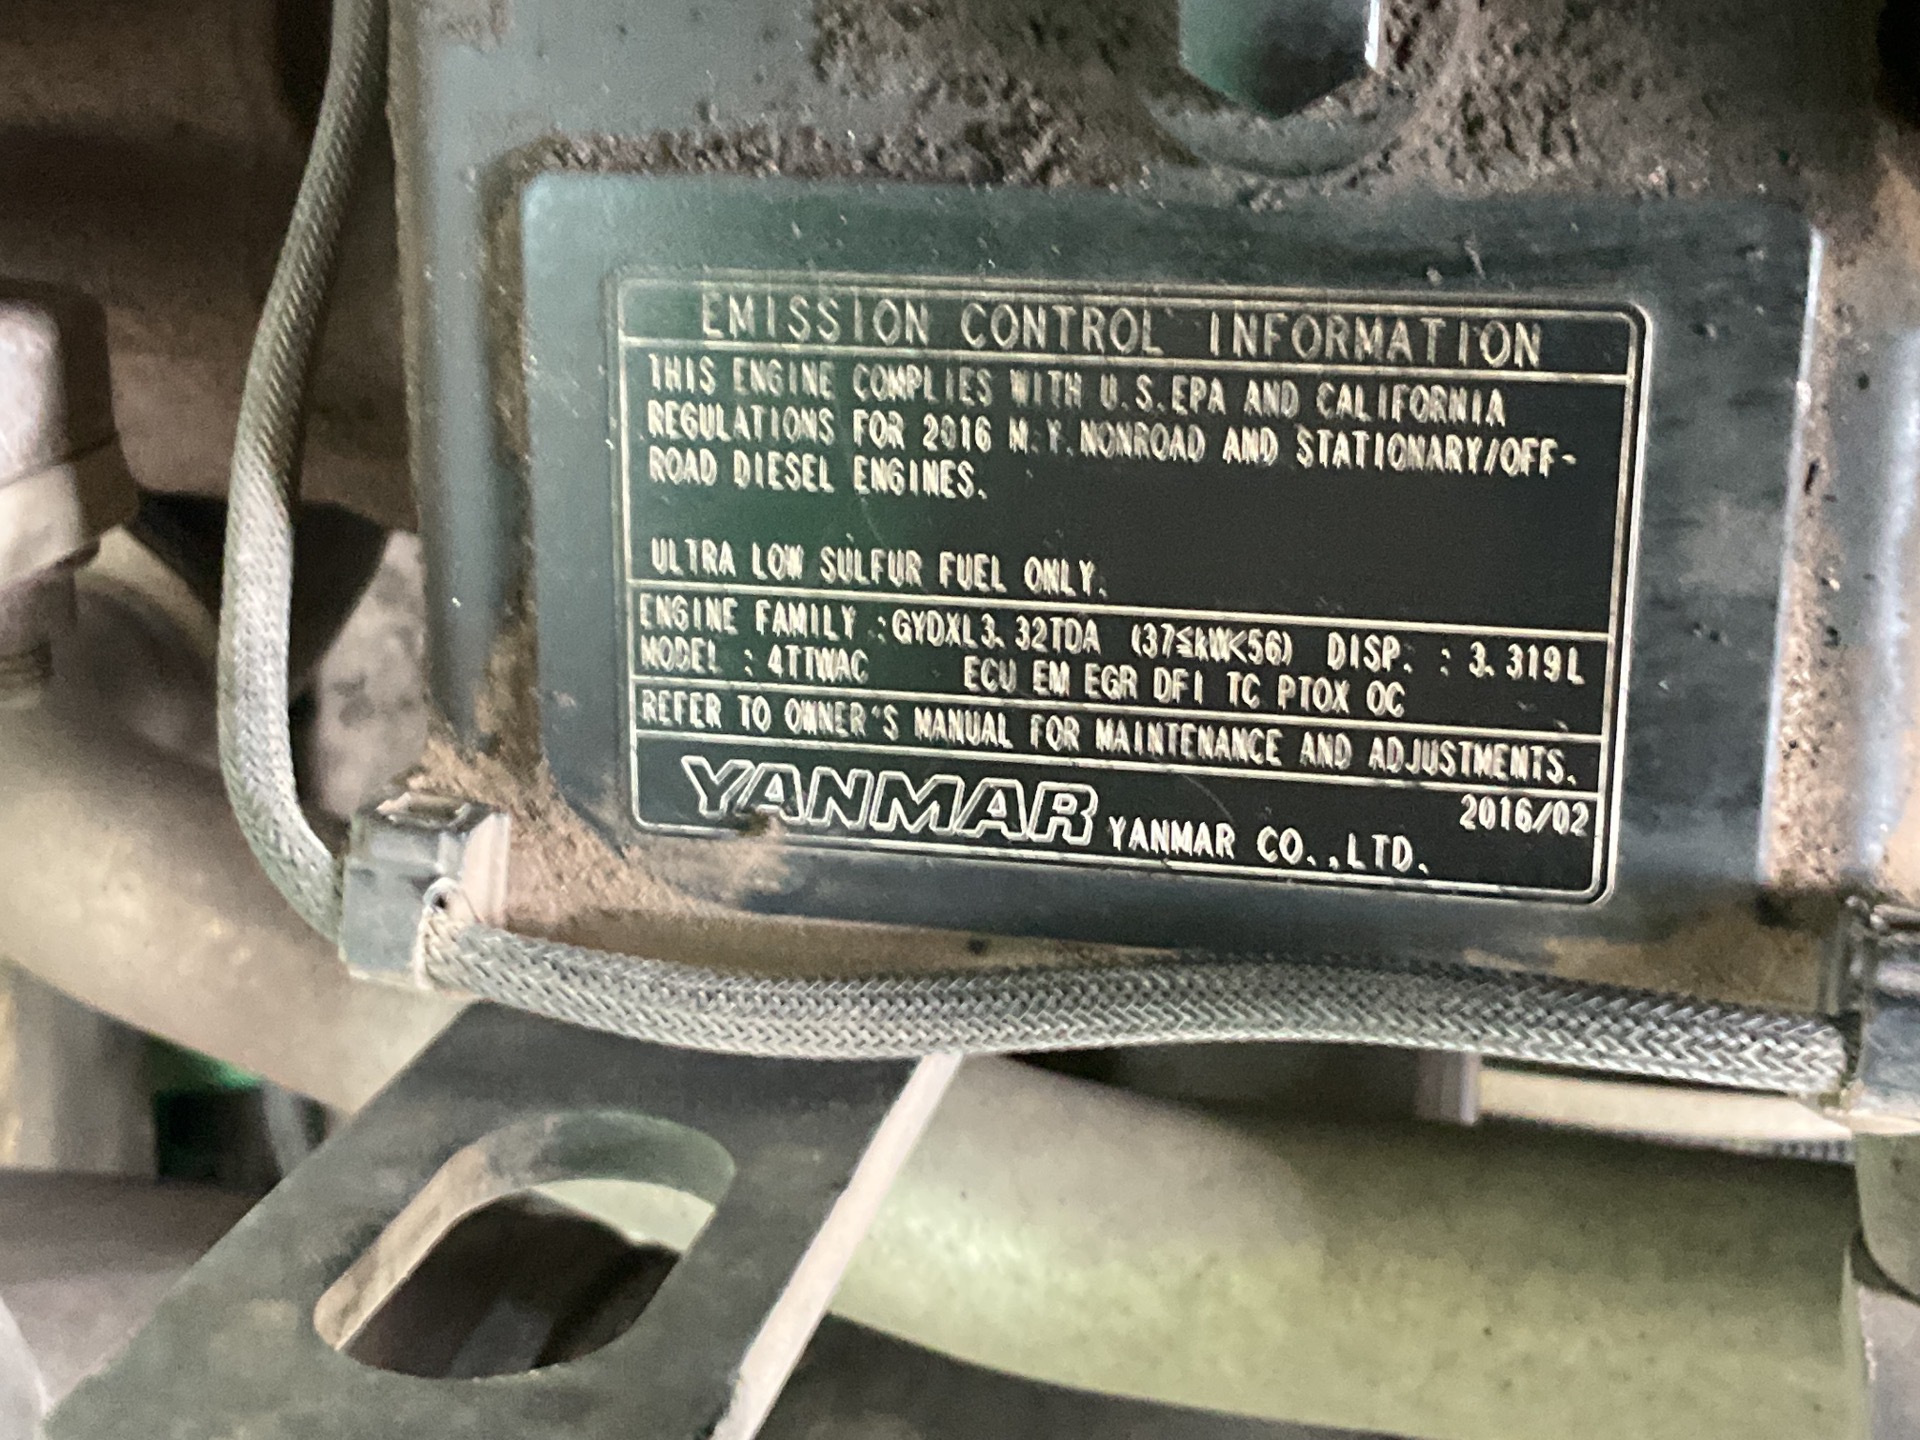 EMISSION CONTROL INFORMATION
THIS ENGINE COMPLIES WITH U.S.EPA AND CALIFORNIA
REGULATIONS FOR 2016 M.Y.NONROAD AND STATIONARY/OFF-
ROAD DIESEL ENGINES.
ULTRA LOW SULFUR FUEL ONLY.
ENGINE FAMILY :GYDXL3.32TDA (37≤kW<56) DISP. : 3.319L
MODEL : 4TTWAC ECU EM EGR DFI TC PTOX OC
REFER TO OWNER'S MANUAL FOR MAINTENANCE AND ADJUSTMENTS.
YANMAR YANMAR CO.,LTD. 2016/02